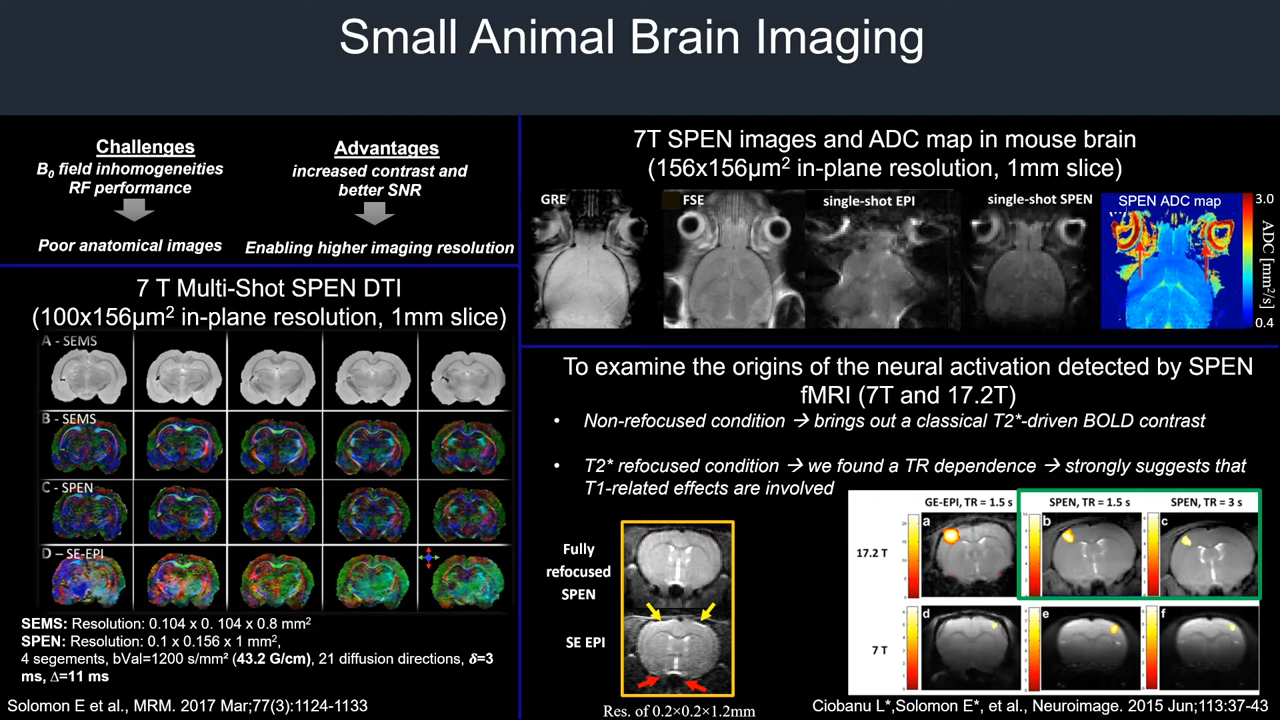 Small Animal Brain Imaging
Challenges
B0 field inhomogeneities
RF performance
Poor anatomical images
Advantages
increased contrast and
better SNR
Enabling higher imaging resolution
7 T Multi-Shot SPEN DTI
(100x156µm² in-plane resolution, 1mm slice)
A - SEMS
B - SEMS
C - SPEN
D – SE-EPI
SEMS: Resolution: 0.104 x 0. 104 x 0.8 mm²
SPEN: Resolution: 0.1 x 0.156 x 1 mm²,
4 segements, bVal=1200 s/mm² (43.2 G/cm), 21 diffusion directions, δ=3
ms, Δ=11 ms
Solomon E et al., MRM. 2017 Mar;77(3):1124-1133
7T SPEN images and ADC map in mouse brain
(156x156µm² in-plane resolution, 1mm slice)
GRE
FSE
single-shot EPI
single-shot SPEN
SPEN ADC map
3.0
ADC [mm²/s]
0.4
To examine the origins of the neural activation detected by SPEN
fMRI (7T and 17.2T)
• Non-refocused condition → brings out a classical T2*-driven BOLD contrast
• T2* refocused condition → we found a TR dependence → strongly suggests that
T1-related effects are involved
Fully
refocused
SPEN
SE EPI
Res. of 0.2×0.2×1.2mm
GE-EPI, TR = 1.5 s
SPEN, TR = 1.5 s
SPEN, TR = 3 s
17.2 T
a
b
c
7 T
d
e
f
Ciobanu L*,Solomon E*, et al., Neuroimage. 2015 Jun;113:37-43